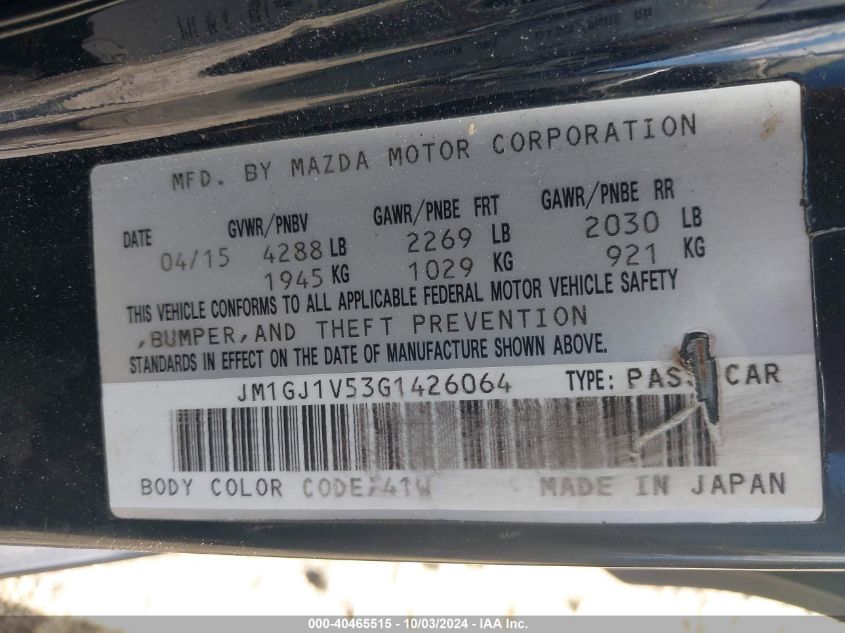 MFD. BY MAZDA MOTOR CORPORATION
DATE GVWR/PNBV GAWR/PNBE FRT GAWR/PNBE RR
04/15 4288 LB 2269 LB 2030 LB
1945 KG 1029 KG 921 KG
THIS VEHICLE CONFORMS TO ALL APPLICABLE FEDERAL MOTOR VEHICLE SAFETY
,BUMPER,AND THEFT PREVENTION
STANDARDS IN EFFECT ON THE DATE OF MANUFACTURE SHOWN ABOVE.
JM1GJ1V53G1426064 TYPE: PASS CAR
BODY COLOR CODE: 41W MADE IN JAPAN
000-40465515 - 10/03/2024 - IAA Inc.